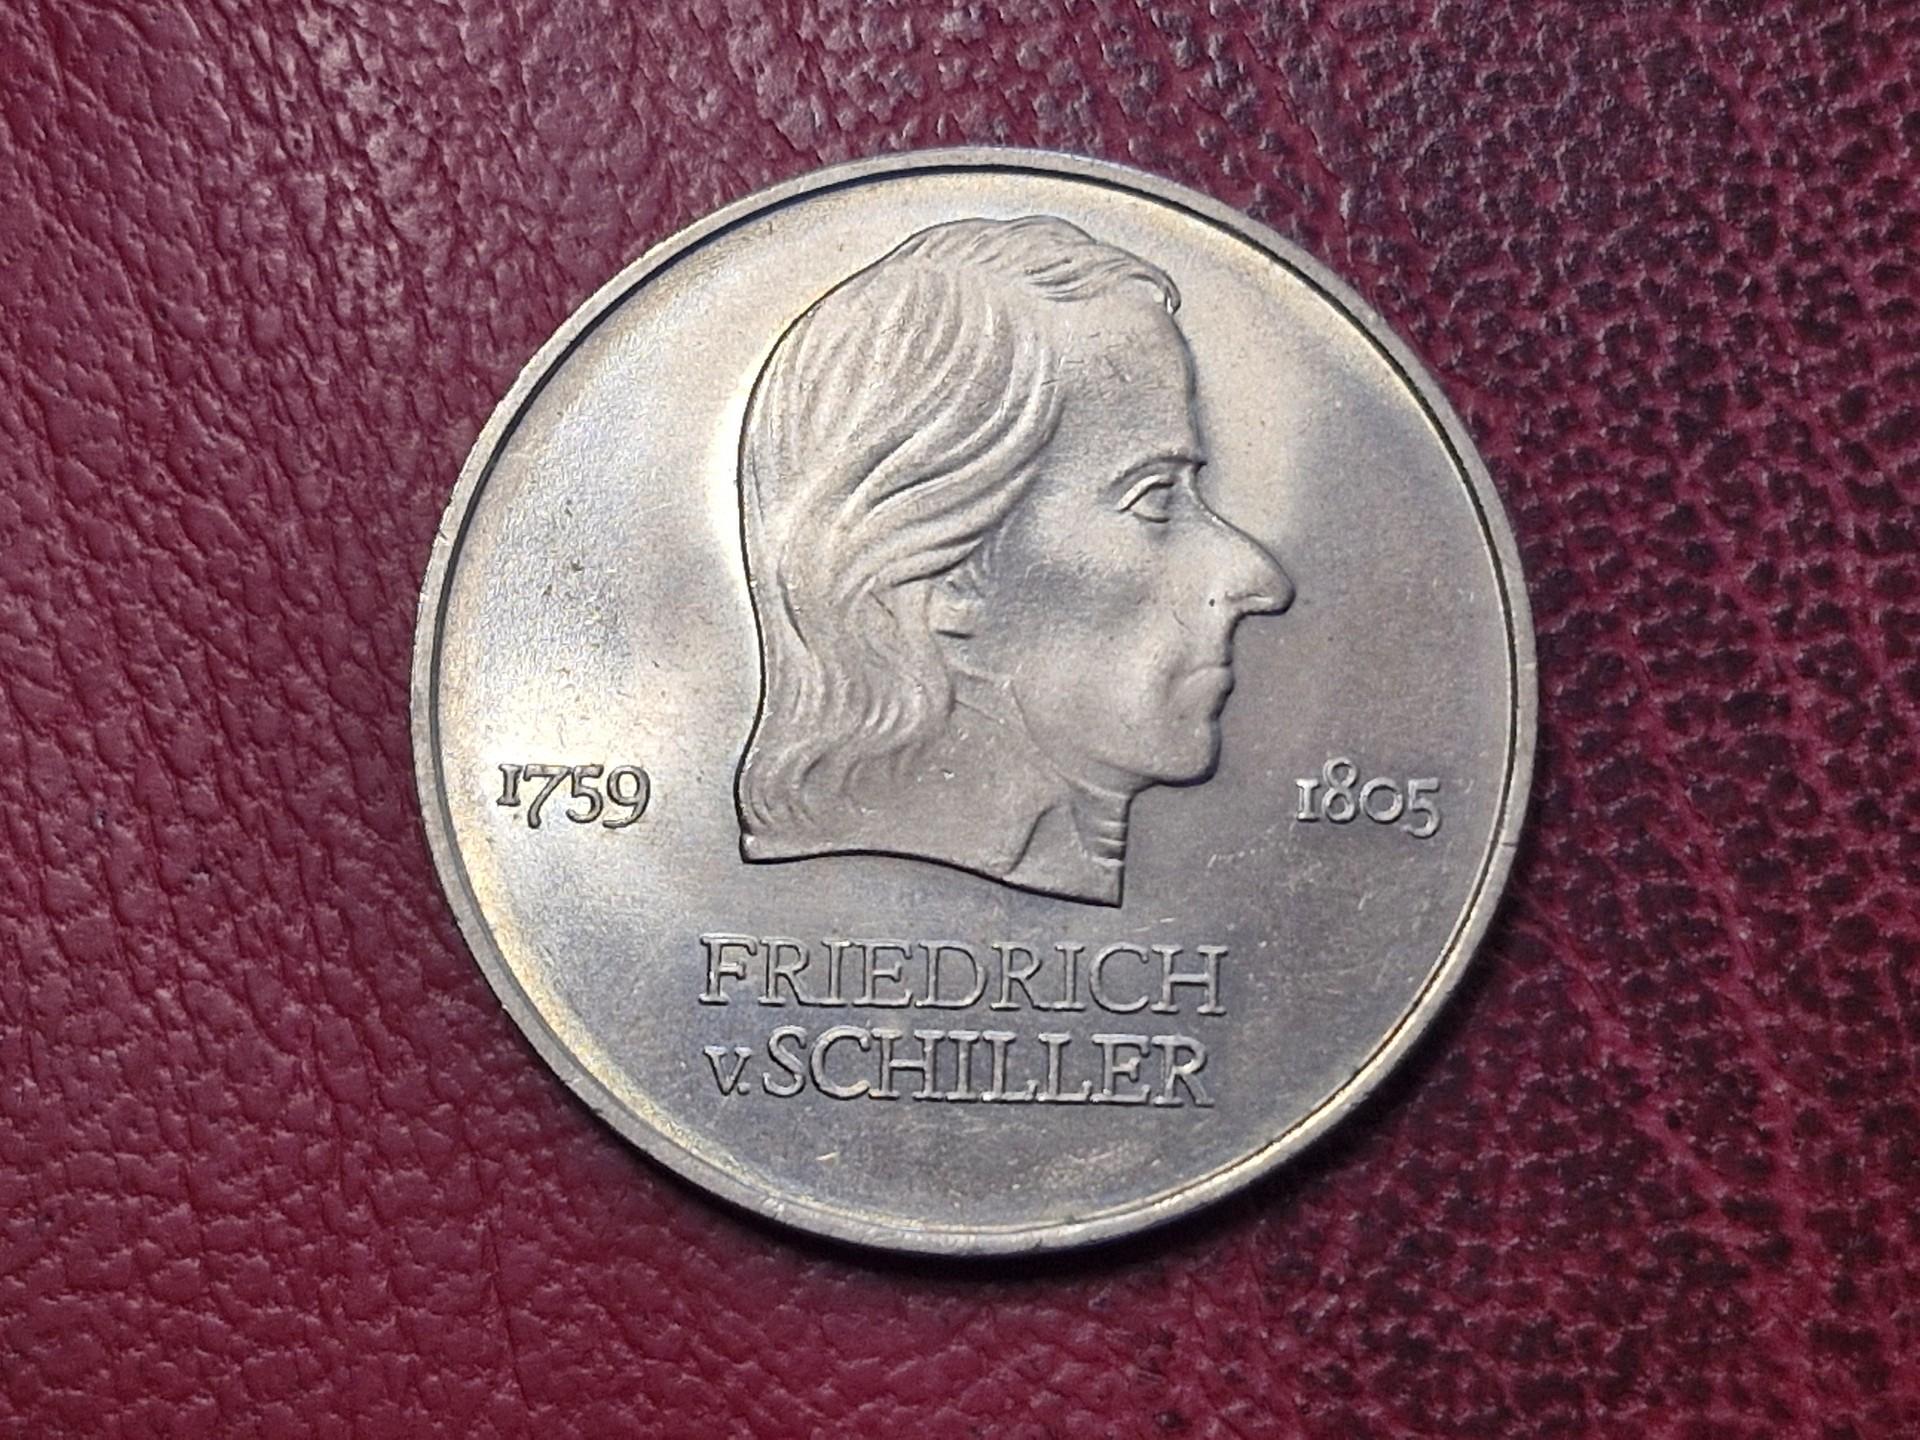 1759 1805
FRIEDRICH
v. SCHILLER